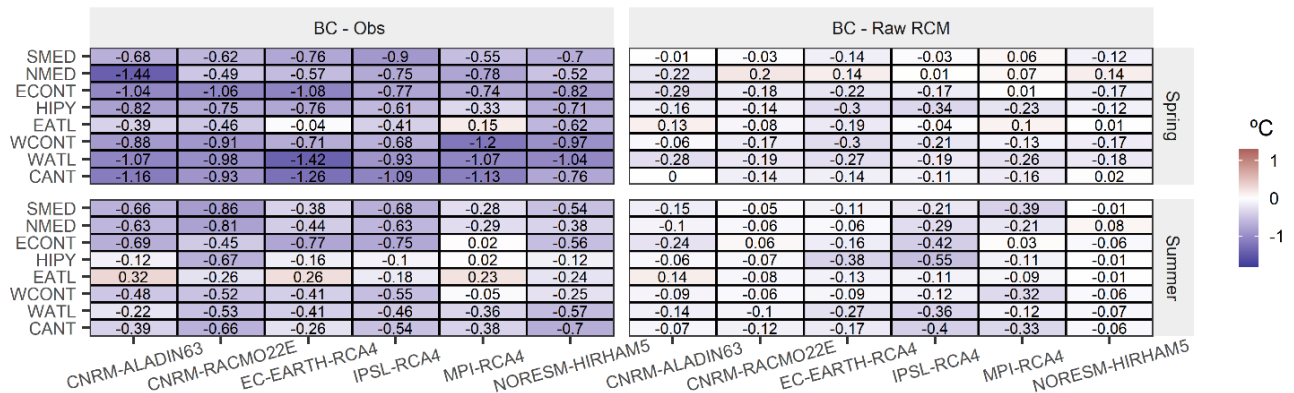 BC - Obs BC - Raw RCM
SMED -0.68 -0.62 -0.76 -0.9 -0.55 -0.7 -0.01 -0.03 -0.14 -0.03 0.06 -0.12
NMED -1.44 -0.49 -0.57 -0.75 -0.78 -0.52 -0.22 0.2 0.14 0.01 0.07 0.14
ECONT -1.04 -1.06 -1.08 -0.77 -0.74 -0.82 -0.29 -0.18 -0.22 -0.17 0.01 -0.17
HIPY -0.82 -0.75 -0.76 -0.61 -0.33 -0.71 -0.16 -0.14 -0.3 -0.34 -0.23 -0.12
EATL -0.39 -0.46 -0.04 -0.41 0.15 -0.62 0.13 -0.08 -0.19 -0.04 0.1 0.01
WCONT -0.88 -0.91 -0.71 -0.68 -1.2 -0.97 -0.06 -0.17 -0.3 -0.21 -0.13 -0.17
WATL -1.07 -0.98 -1.42 -0.93 -1.07 -1.04 -0.28 -0.19 -0.27 -0.19 -0.26 -0.18
CANT -1.16 -0.93 -1.26 -1.09 -1.13 -0.76 0 -0.14 -0.14 -0.11 -0.16 0.02
Spring
SMED -0.66 -0.86 -0.38 -0.68 -0.28 -0.54 -0.15 -0.05 -0.11 -0.21 -0.39 -0.01
NMED -0.63 -0.81 -0.44 -0.63 -0.29 -0.38 -0.1 -0.06 -0.06 -0.29 -0.21 0.08
ECONT -0.69 -0.45 -0.77 -0.75 0.02 -0.56 -0.24 0.06 -0.16 -0.42 0.03 -0.06
HIPY -0.12 -0.67 -0.16 -0.1 0.02 -0.12 -0.06 -0.07 -0.38 -0.55 -0.11 -0.01
EATL 0.32 -0.26 0.26 -0.18 0.23 -0.24 0.14 -0.08 -0.13 -0.11 -0.09 -0.01
WCONT -0.48 -0.52 -0.41 -0.55 -0.05 -0.25 -0.09 -0.06 -0.09 -0.12 -0.32 -0.06
WATL -0.22 -0.53 -0.41 -0.46 -0.36 -0.57 -0.14 -0.1 -0.27 -0.36 -0.12 -0.07
CANT -0.39 -0.66 -0.26 -0.54 -0.38 -0.7 -0.07 -0.12 -0.17 -0.4 -0.33 -0.06
Summer
CNRM-ALADIN63 CNRM-RACMO22E EC-EARTH-RCA4 IPSL-RCA4 MPI-RCA4 NORESM-HIRHAM5 CNRM-ALADIN63 CNRM-RACMO22E EC-EARTH-RCA4 IPSL-RCA4 MPI-RCA4 NORESM-HIRHAM5
ºC
1
0
-1